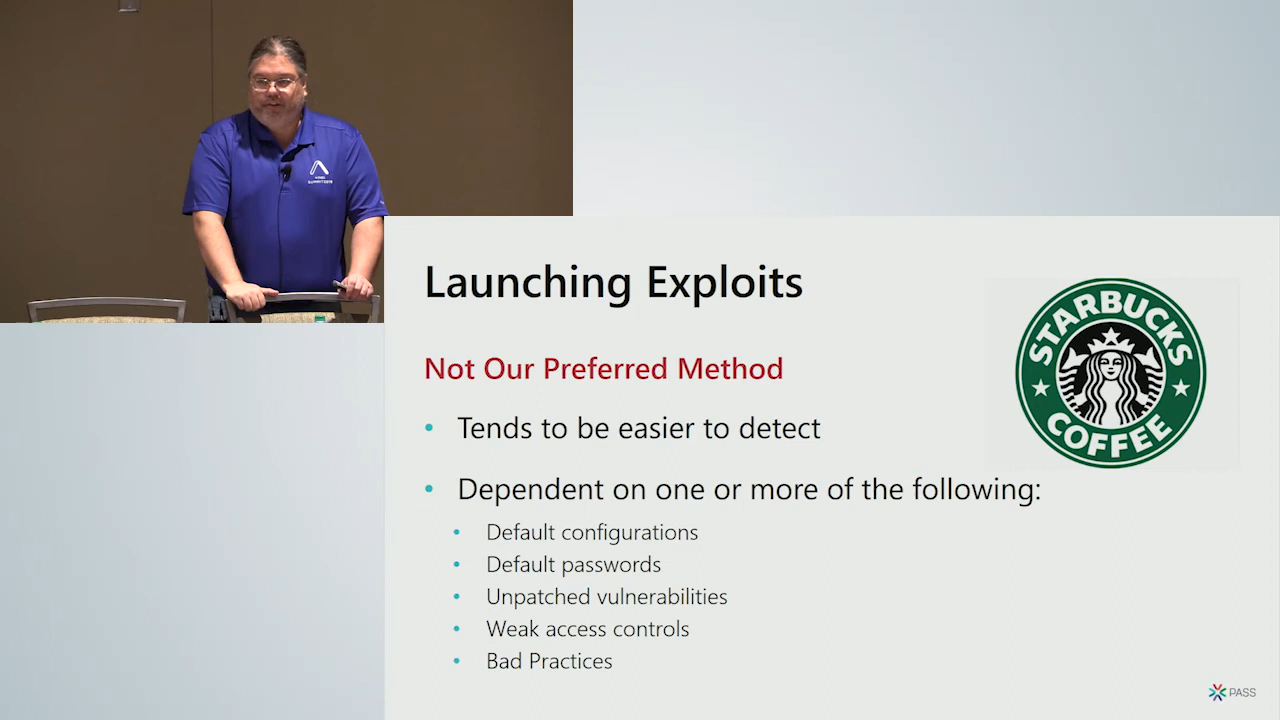 Launching Exploits
Not Our Preferred Method
• Tends to be easier to detect
• Dependent on one or more of the following:
• Default configurations
• Default passwords
• Unpatched vulnerabilities
• Weak access controls
• Bad Practices
STARBUCKS
COFFEE
PASS